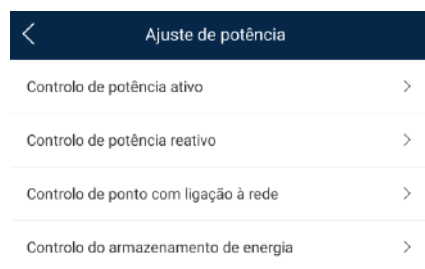 Ajuste de potência
Controlo de potência ativo
Controlo de potência reativo
Controlo de ponto com ligação à rede
Controlo do armazenamento de energia